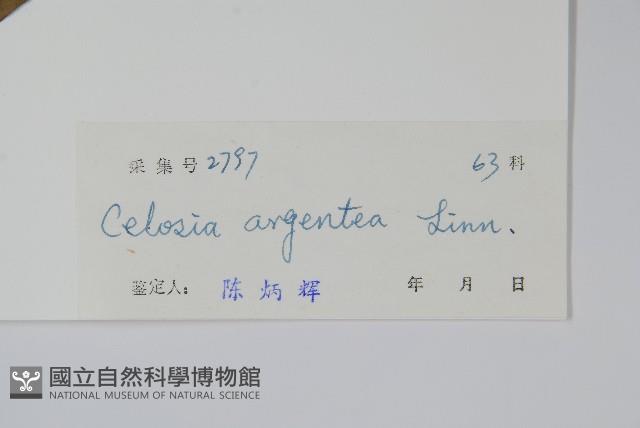 采集号 2797 63 科
Celosia argentea Linn.
鉴定人： 陈炳辉 年 月 日
國立自然科學博物館
NATIONAL MUSEUM OF NATURAL SCIENCE